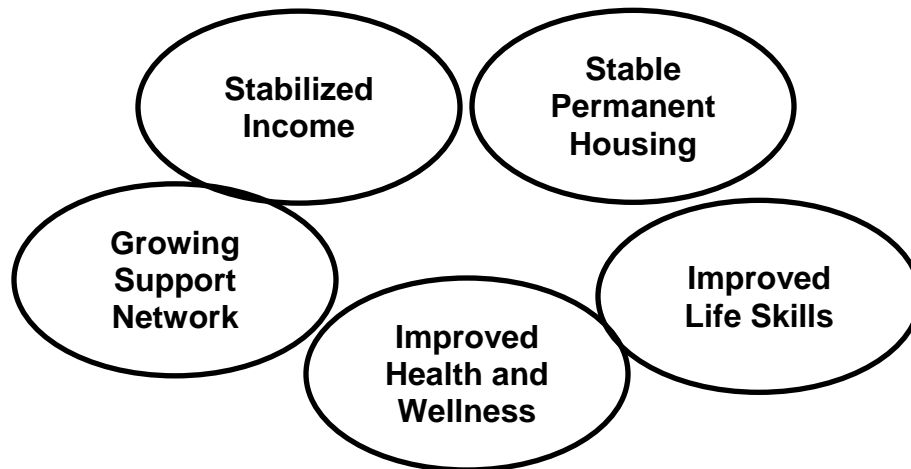 Stabilized
Income
Stable
Permanent
Housing
Growing
Support
Network
Improved
Life Skills
Improved
Health and
Wellness